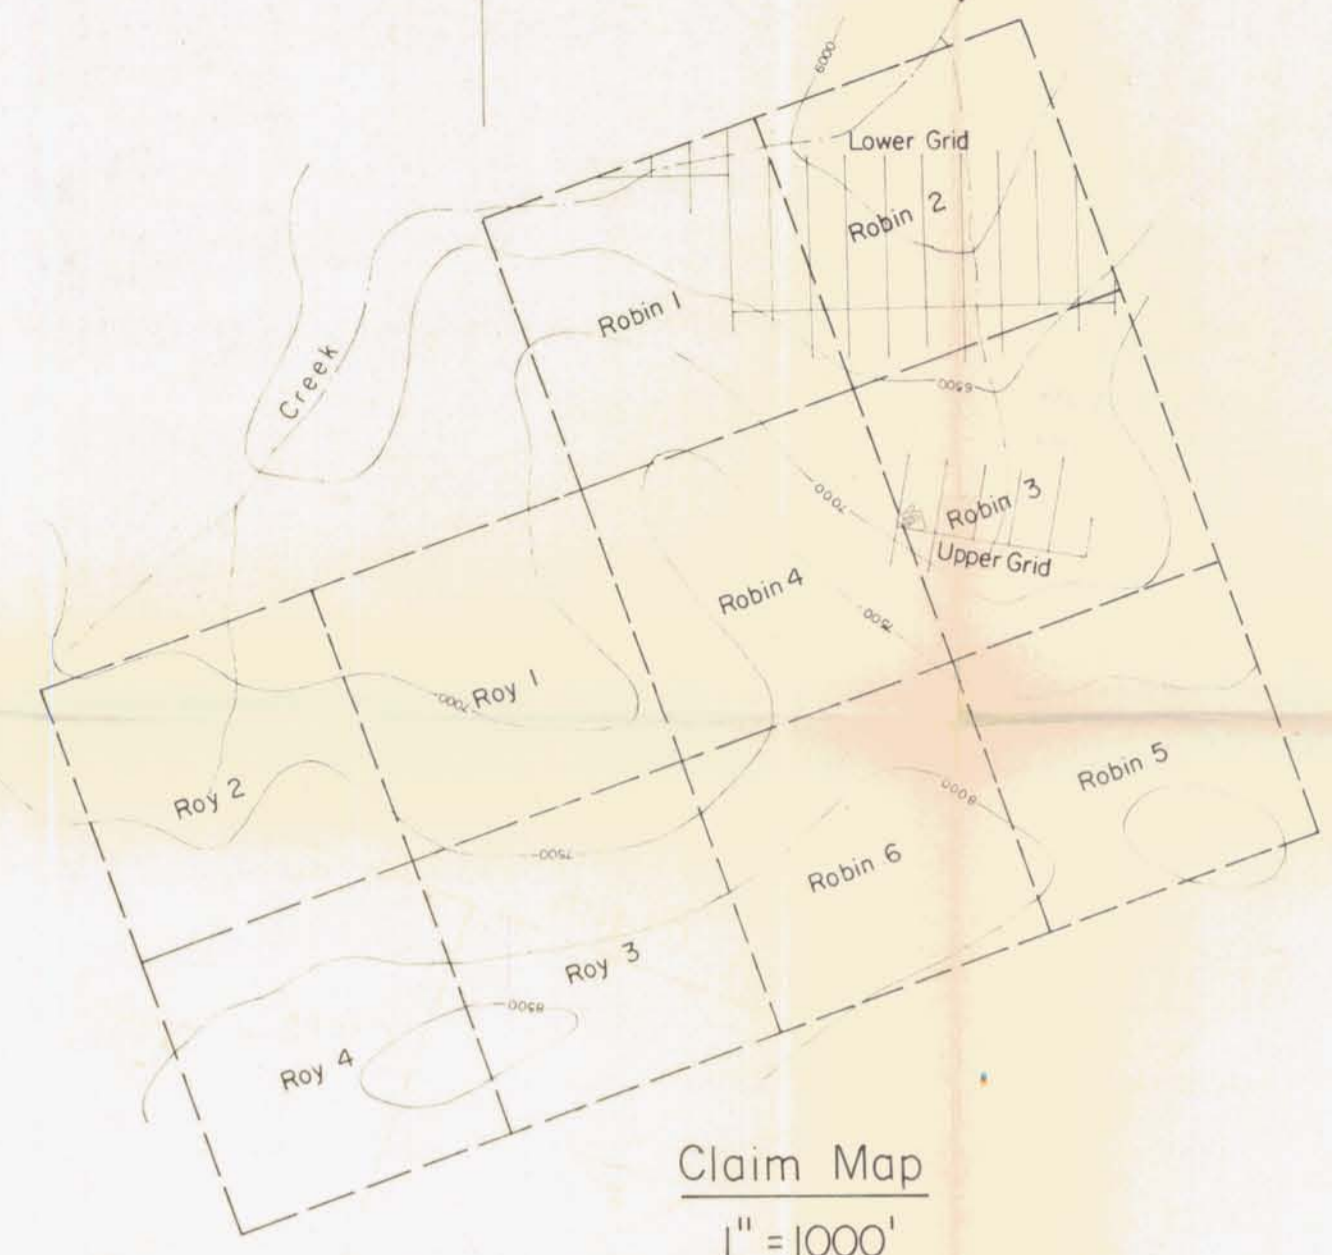 6000
Lower Grid
Robin 2
Robin 1
Creek
6500
7000
Robin 3
Upper Grid
Robin 4
7500
Roy 1
7000
Robin 5
Roy 2
8000
7500
Robin 6
Roy 3
8500
Roy 4
Claim Map
1" = 1000'